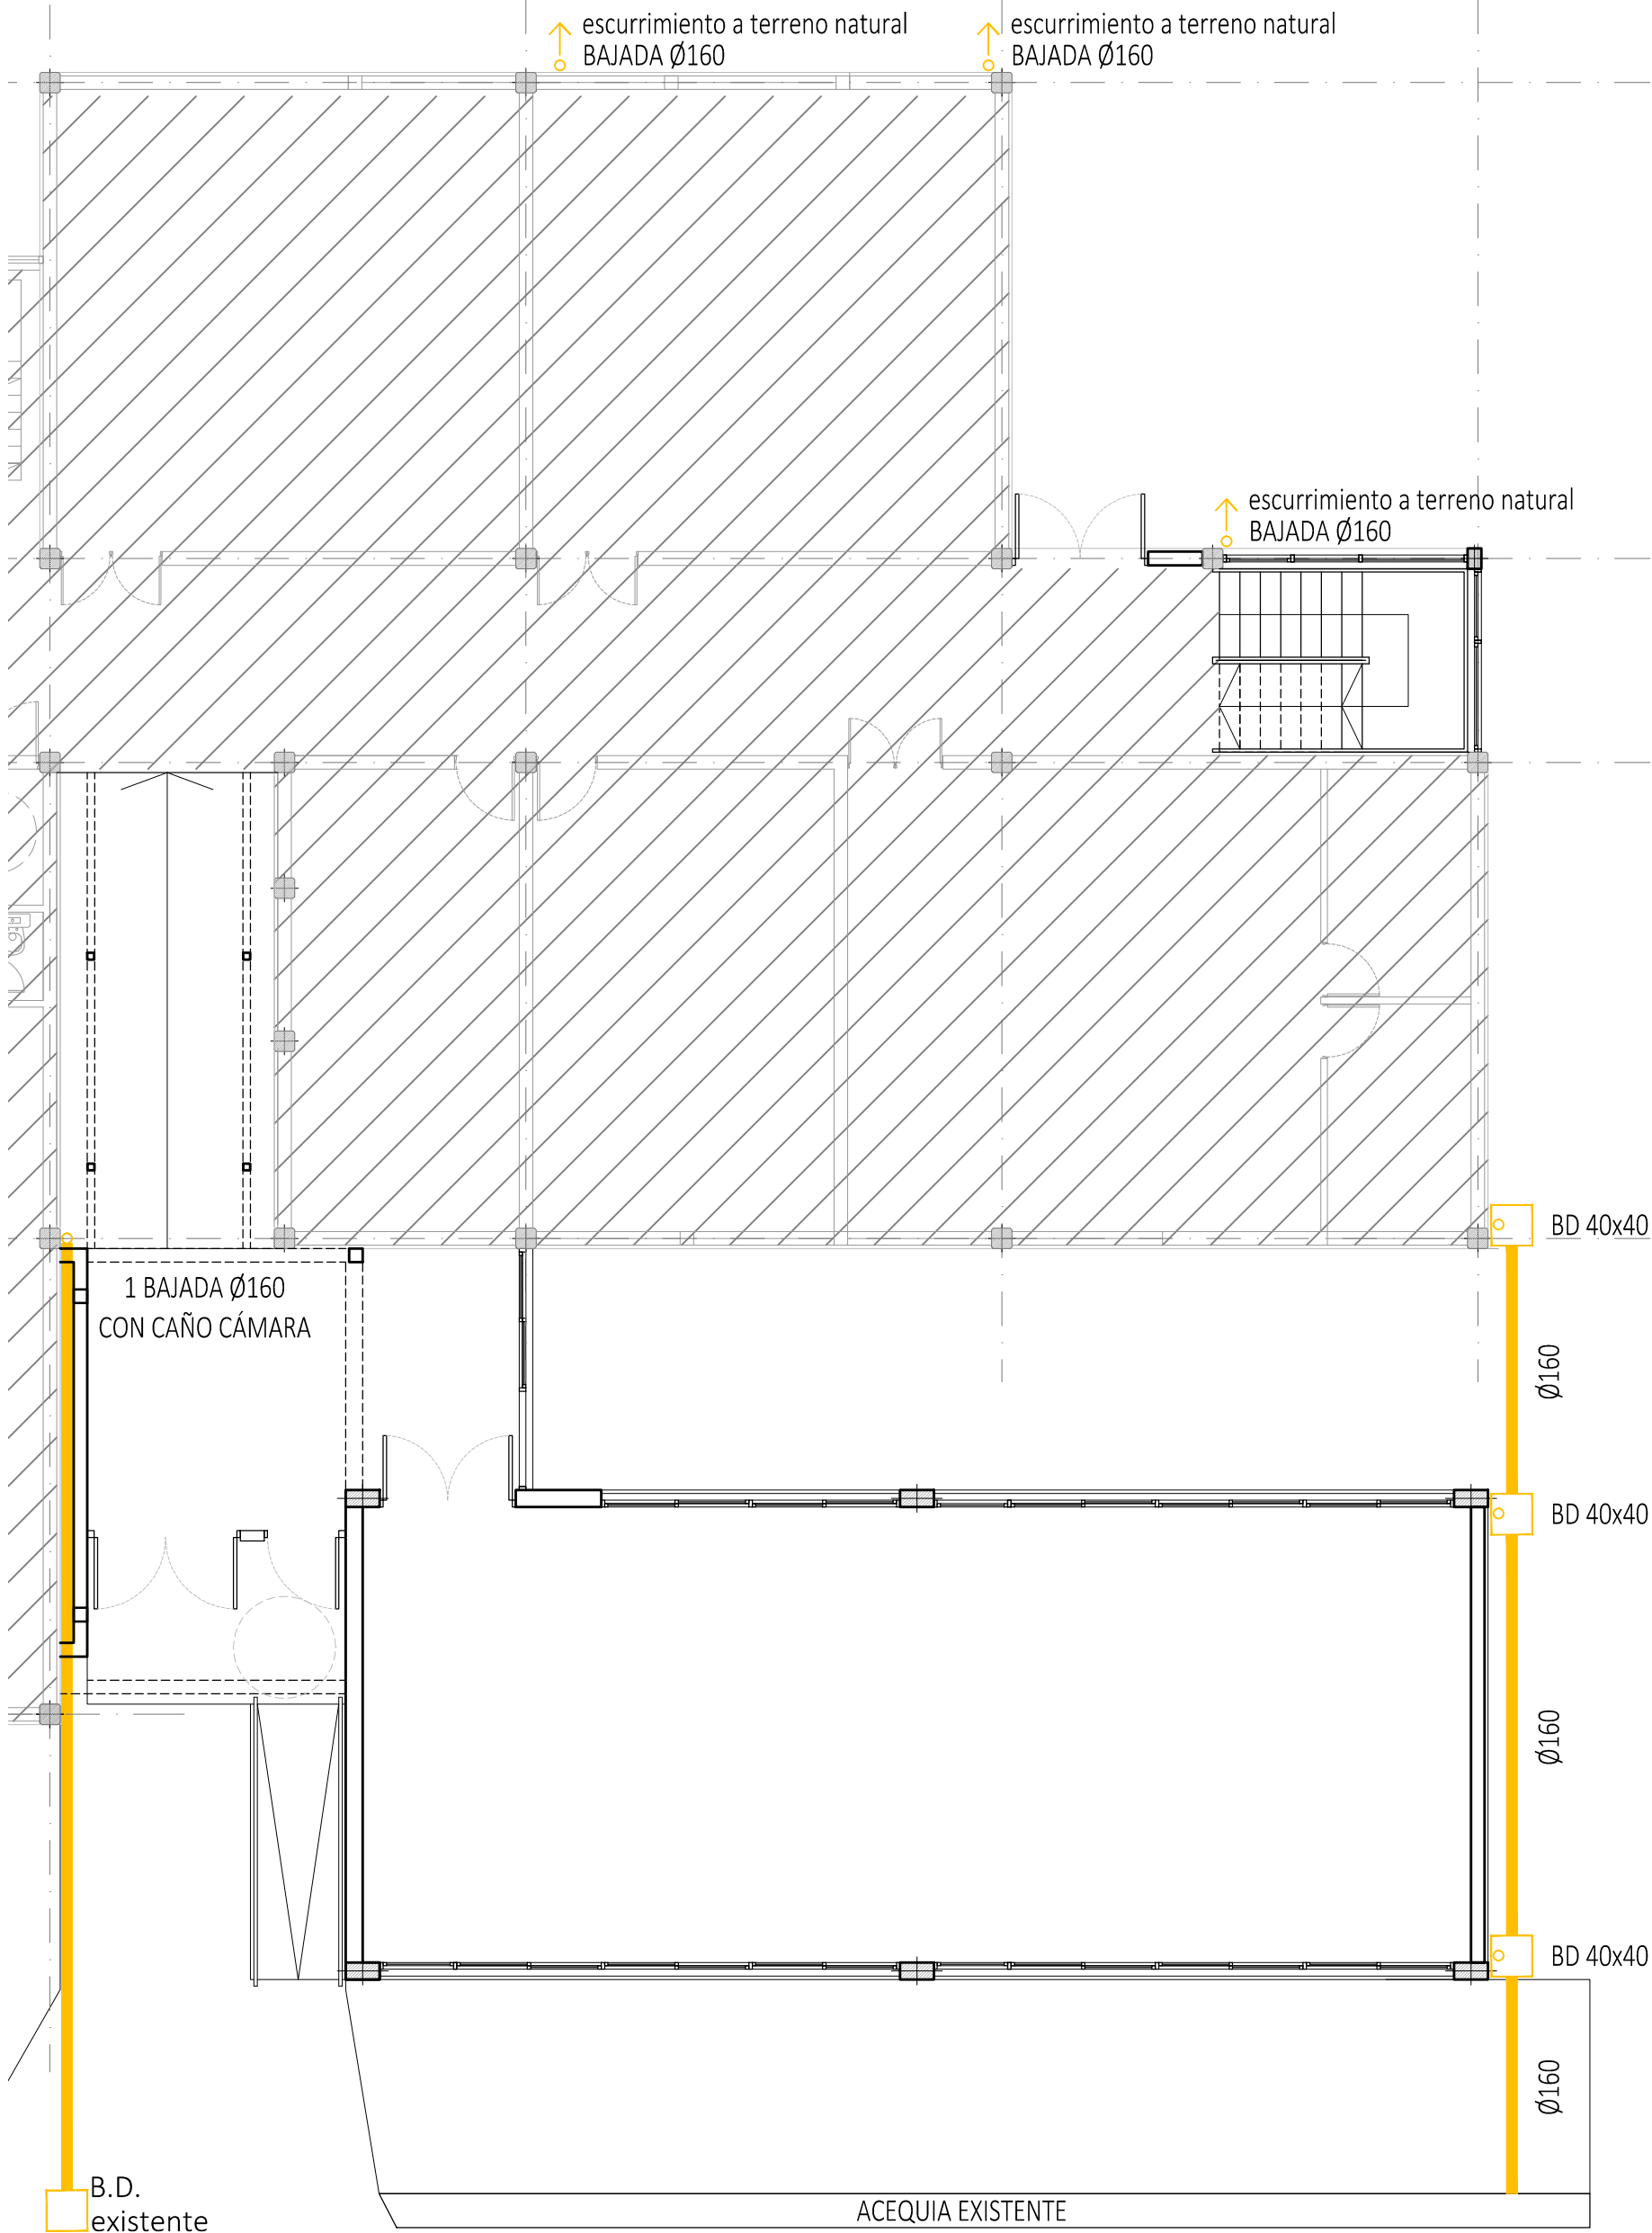 escurrimiento a terreno natural
BAJADA Ø160
escurrimiento a terreno natural
BAJADA Ø160
escurrimiento a terreno natural
BAJADA Ø160
BD 40x40
1 BAJADA Ø160
CON CAÑO CÁMARA
Ø160
BD 40x40
Ø160
BD 40x40
Ø160
B.D.
existente
ACEQUIA EXISTENTE